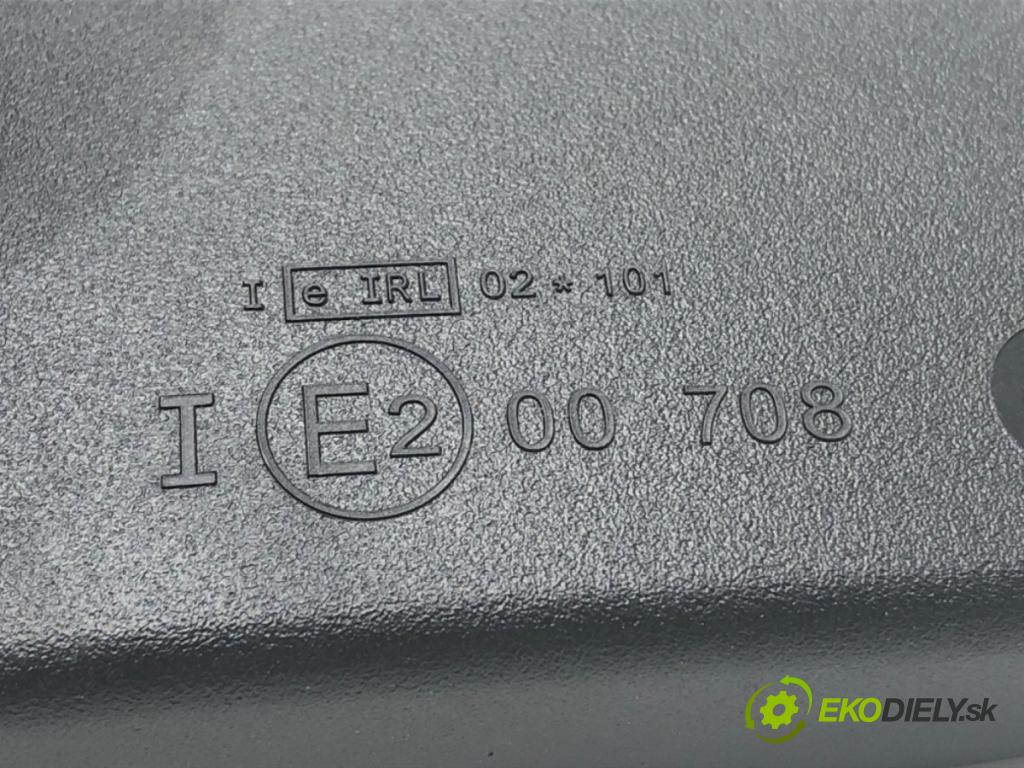 I e IRL 02 * 101
I E2 00 708
EKODIELY.sk